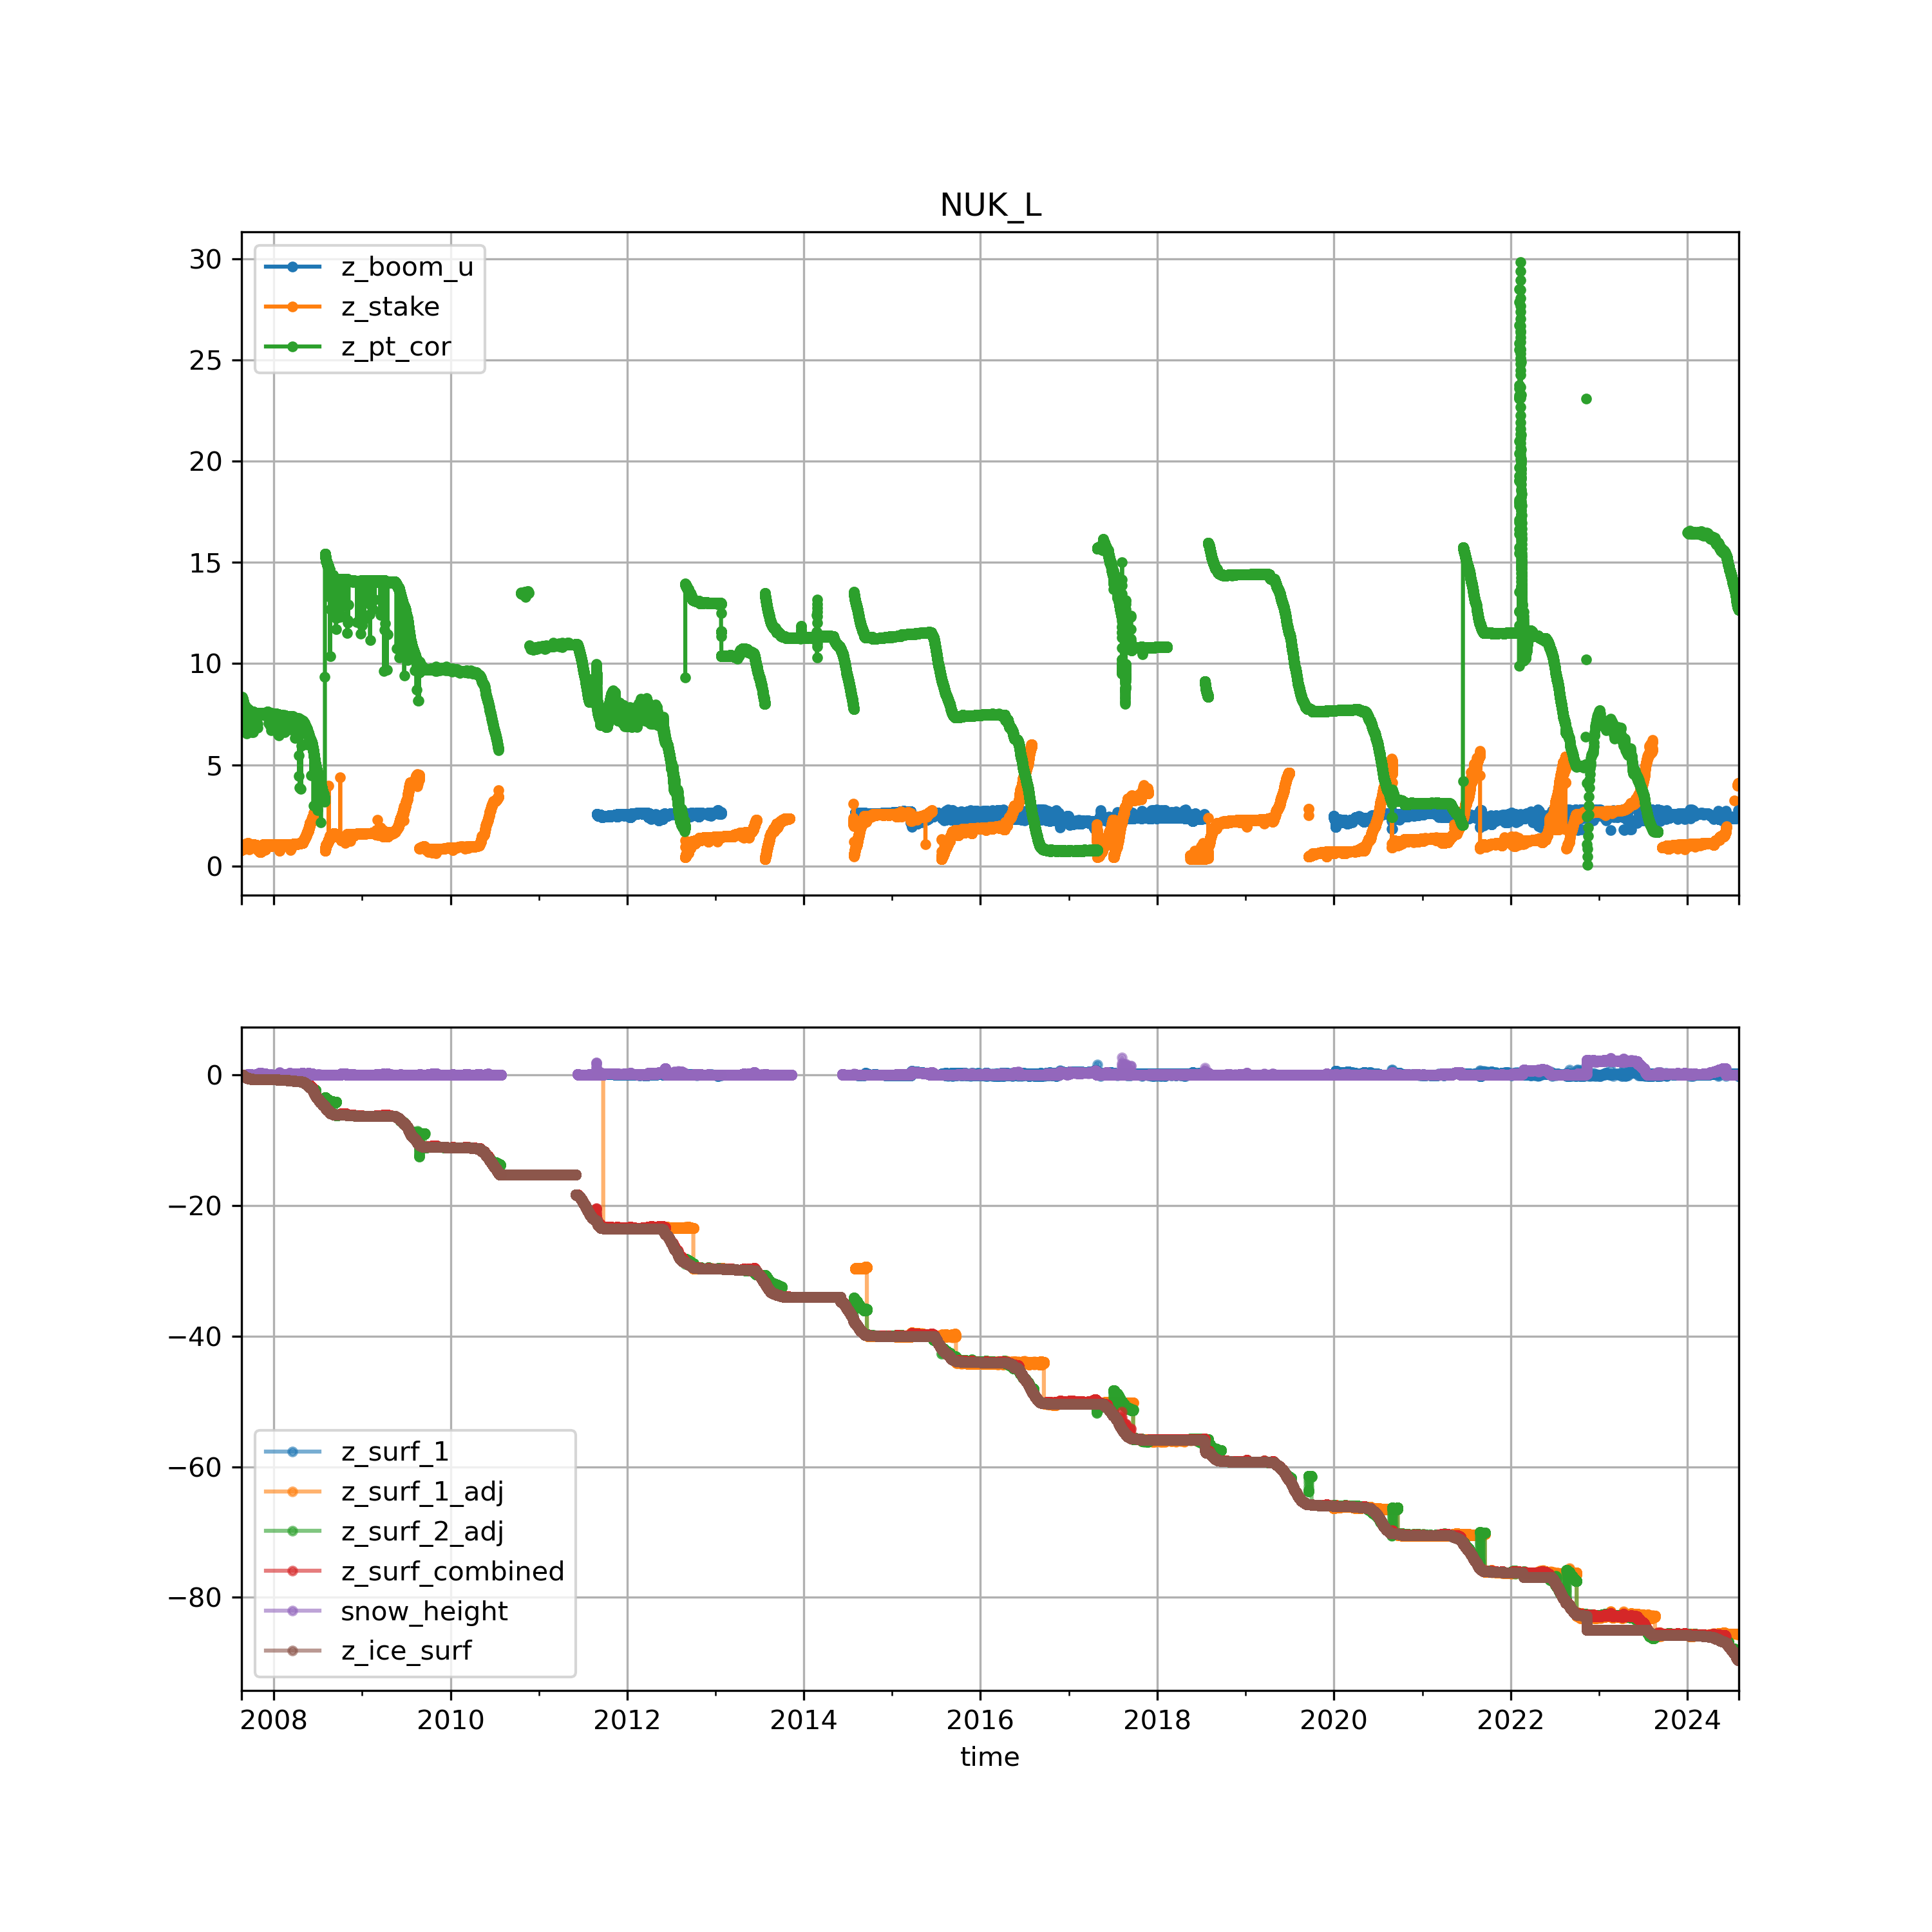 NUK_L
30
25
20
15
10
5
0
z_boom_u
z_stake
z_pt_cor
0
−20
−40
−60
−80
z_surf_1
z_surf_1_adj
z_surf_2_adj
z_surf_combined
snow_height
z_ice_surf
2008 2010 2012 2014 2016 2018 2020 2022 2024
time